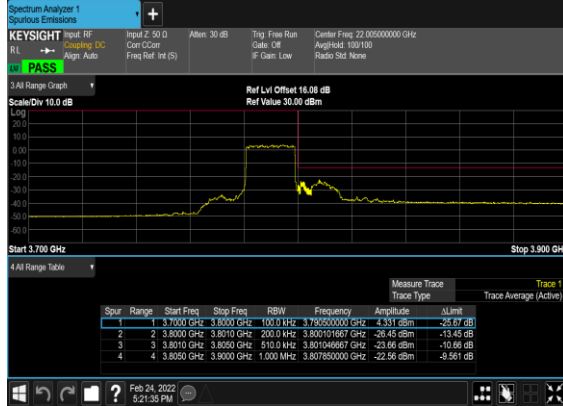 Spectrum Analyzer 1
Spurious Emissions
+
KEYSIGHT Input: RF Input Z: 50 Ω Atten: 30 dB Trig: Free Run Center Freq: 22.005000000 GHz
RL Coupling: DC Corr CCorr Gate: Off Avg|Hold: 100/100
Align: Auto Freq Ref: Int (S) IF Gain: Low Radio Std: None
PASS
3 All Range Graph
Ref Lvl Offset 16.08 dB
Scale/Div 10.0 dB Ref Value 30.00 dBm
Log
20.0
10.0
0.00
-10.0
-20.0
-30.0
-40.0
-50.0
-60.0
Start 3.700 GHz Stop 3.900 GH
4 All Range Table
Measure Trace Trace 1
Trace Type Trace Average (Active)
Spur Range Start Freq Stop Freq RBW Frequency Amplitude ΔLimit
1 1 3.7000 GHz 3.8000 GHz 100.0 kHz 3.790500000 GHz 4.331 dBm -25.67 dB
2 2 3.8000 GHz 3.8010 GHz 200.0 kHz 3.800101667 GHz -26.45 dBm -13.45 dB
3 3 3.8010 GHz 3.8050 GHz 510.0 kHz 3.801046667 GHz -23.66 dBm -10.66 dB
4 4 3.8050 GHz 3.9000 GHz 1.000 MHz 3.807850000 GHz -22.56 dBm -9.561 dB
? Feb 24, 2022
5:21:35 PM